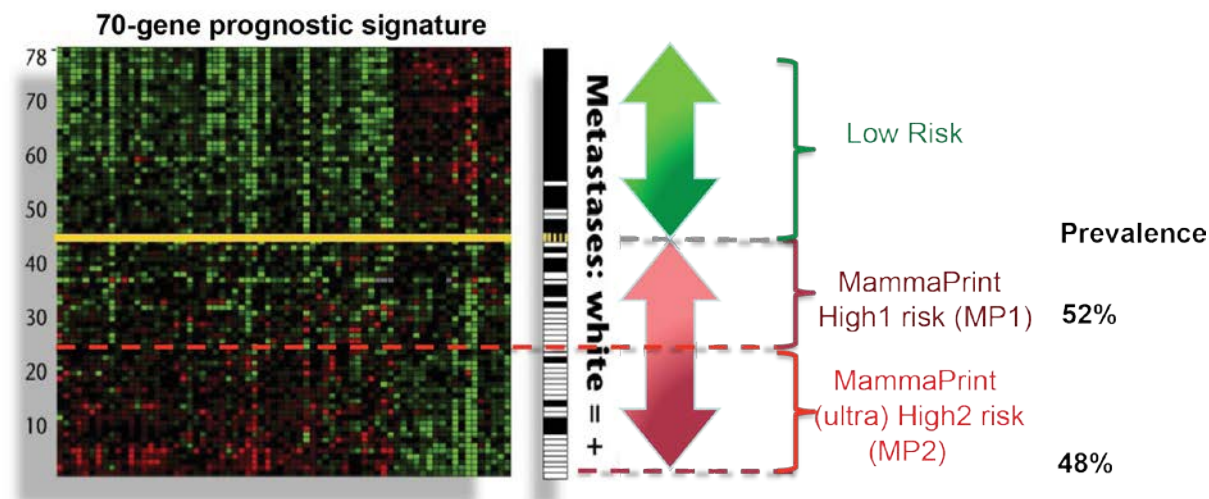 70-gene prognostic signature
78
70
60
50
40
30
20
10
Metastases: white = +
Low Risk
Prevalence
MammaPrint
High1 risk (MP1)
52%
MammaPrint
(ultra) High2 risk
(MP2)
48%